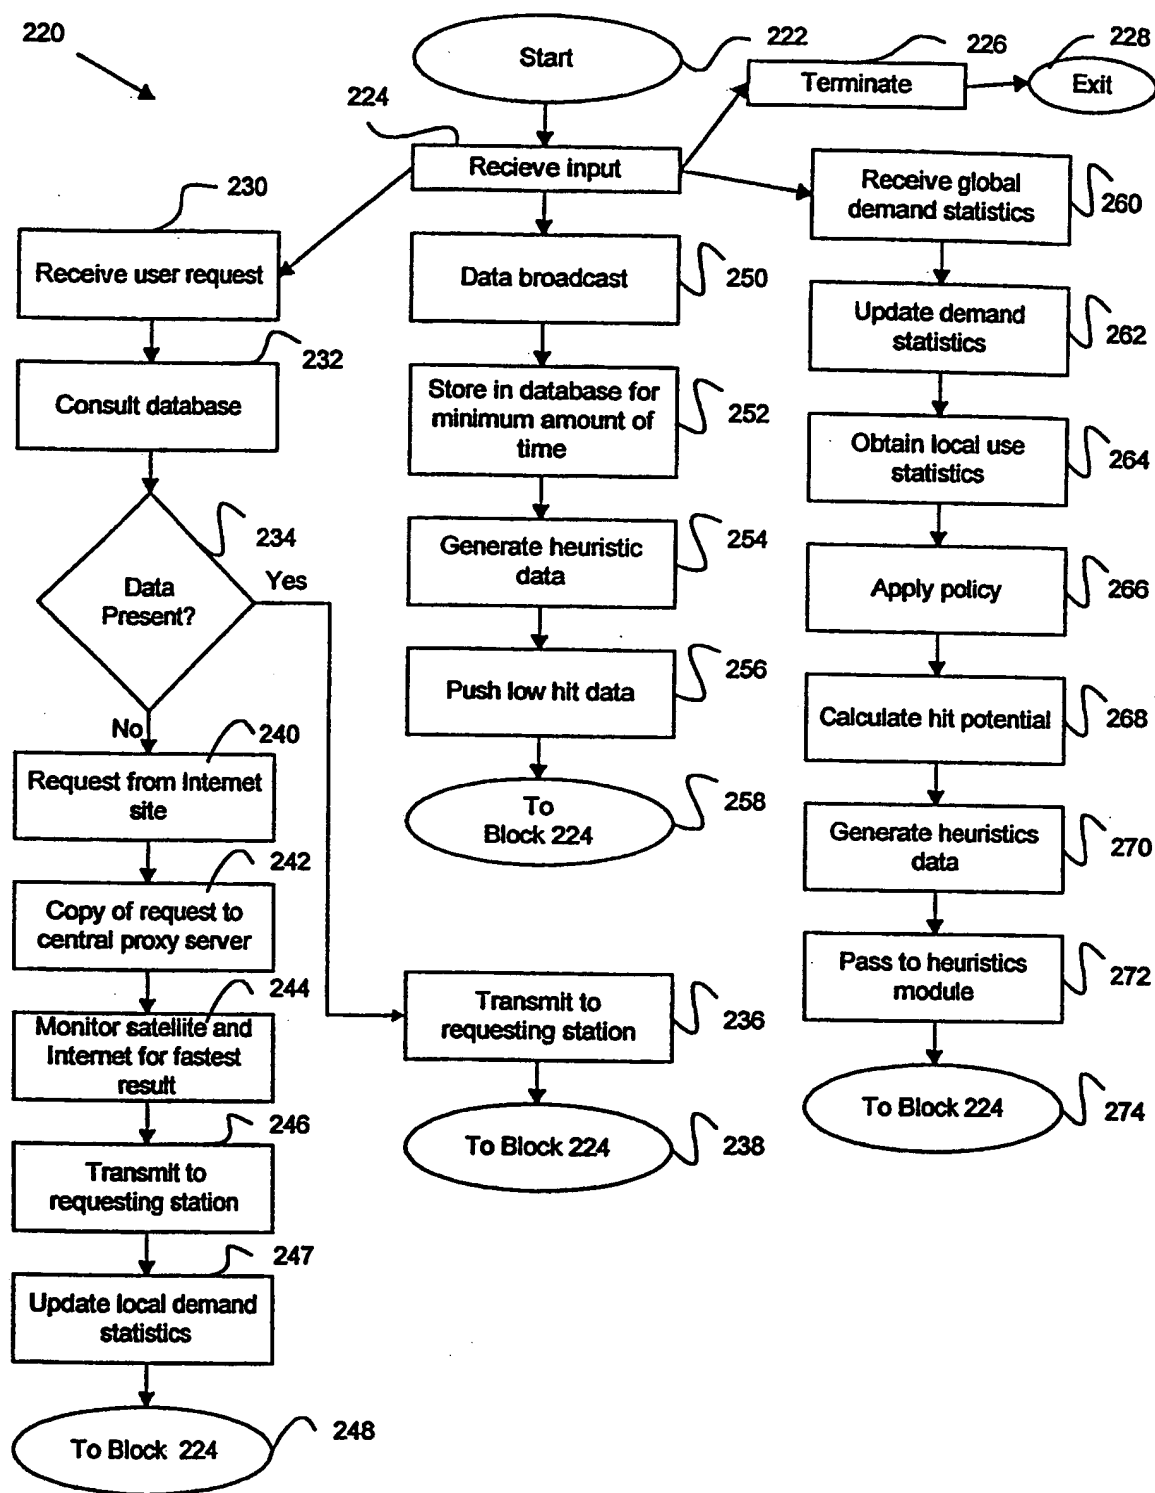 220
Start
222
226
228
Terminate
Exit
224
Recieve input
230
Receive user request
232
Consult database
234
Data
Present?
Yes
No
240
Request from Internet
site
242
Copy of request to
central proxy server
244
Monitor satellite and
Internet for fastest
result
246
Transmit to
requesting station
247
Update local demand
statistics
To Block 224
248
Data broadcast
250
Store in database for
minimum amount of
time
252
Generate heuristic
data
254
Push low hit data
256
To
Block 224
258
Transmit to
requesting station
236
To Block 224
238
Receive global
demand statistics
260
Update demand
statistics
262
Obtain local use
statistics
264
Apply policy
266
Calculate hit potential
268
Generate heuristics
data
270
Pass to heuristics
module
272
To Block 224
274